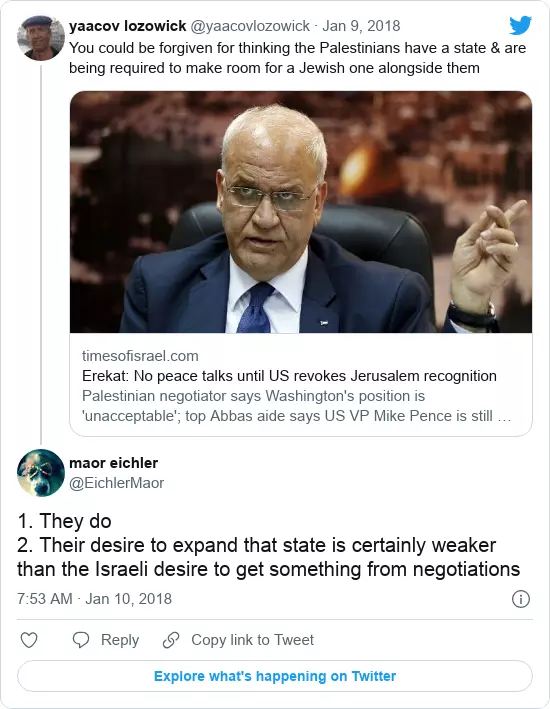 yaacov lozowick @yaacovlozowick · Jan 9, 2018
You could be forgiven for thinking the Palestinians have a state & are
being required to make room for a Jewish one alongside them
timesofisrael.com
Erekat: No peace talks until US revokes Jerusalem recognition
Palestinian negotiator says Washington's position is
'unacceptable'; top Abbas aide says US VP Mike Pence is still ...
maor eichler
@EichlerMaor
1. They do
2. Their desire to expand that state is certainly weaker
than the Israeli desire to get something from negotiations
7:53 AM · Jan 10, 2018
Reply
Copy link to Tweet
Explore what's happening on Twitter